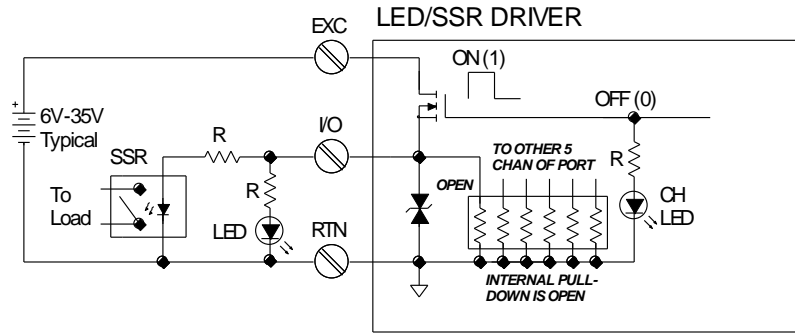 LED/SSR DRIVER
EXC
ON (1)
OFF (0)
+
6V-35V
Typical
I/O
R
SSR
TO OTHER 5
CHAN OF PORT
R
OPEN
To
Load
R
CH
LED
LED
RTN
INTERNAL PULL-
DOWN IS OPEN